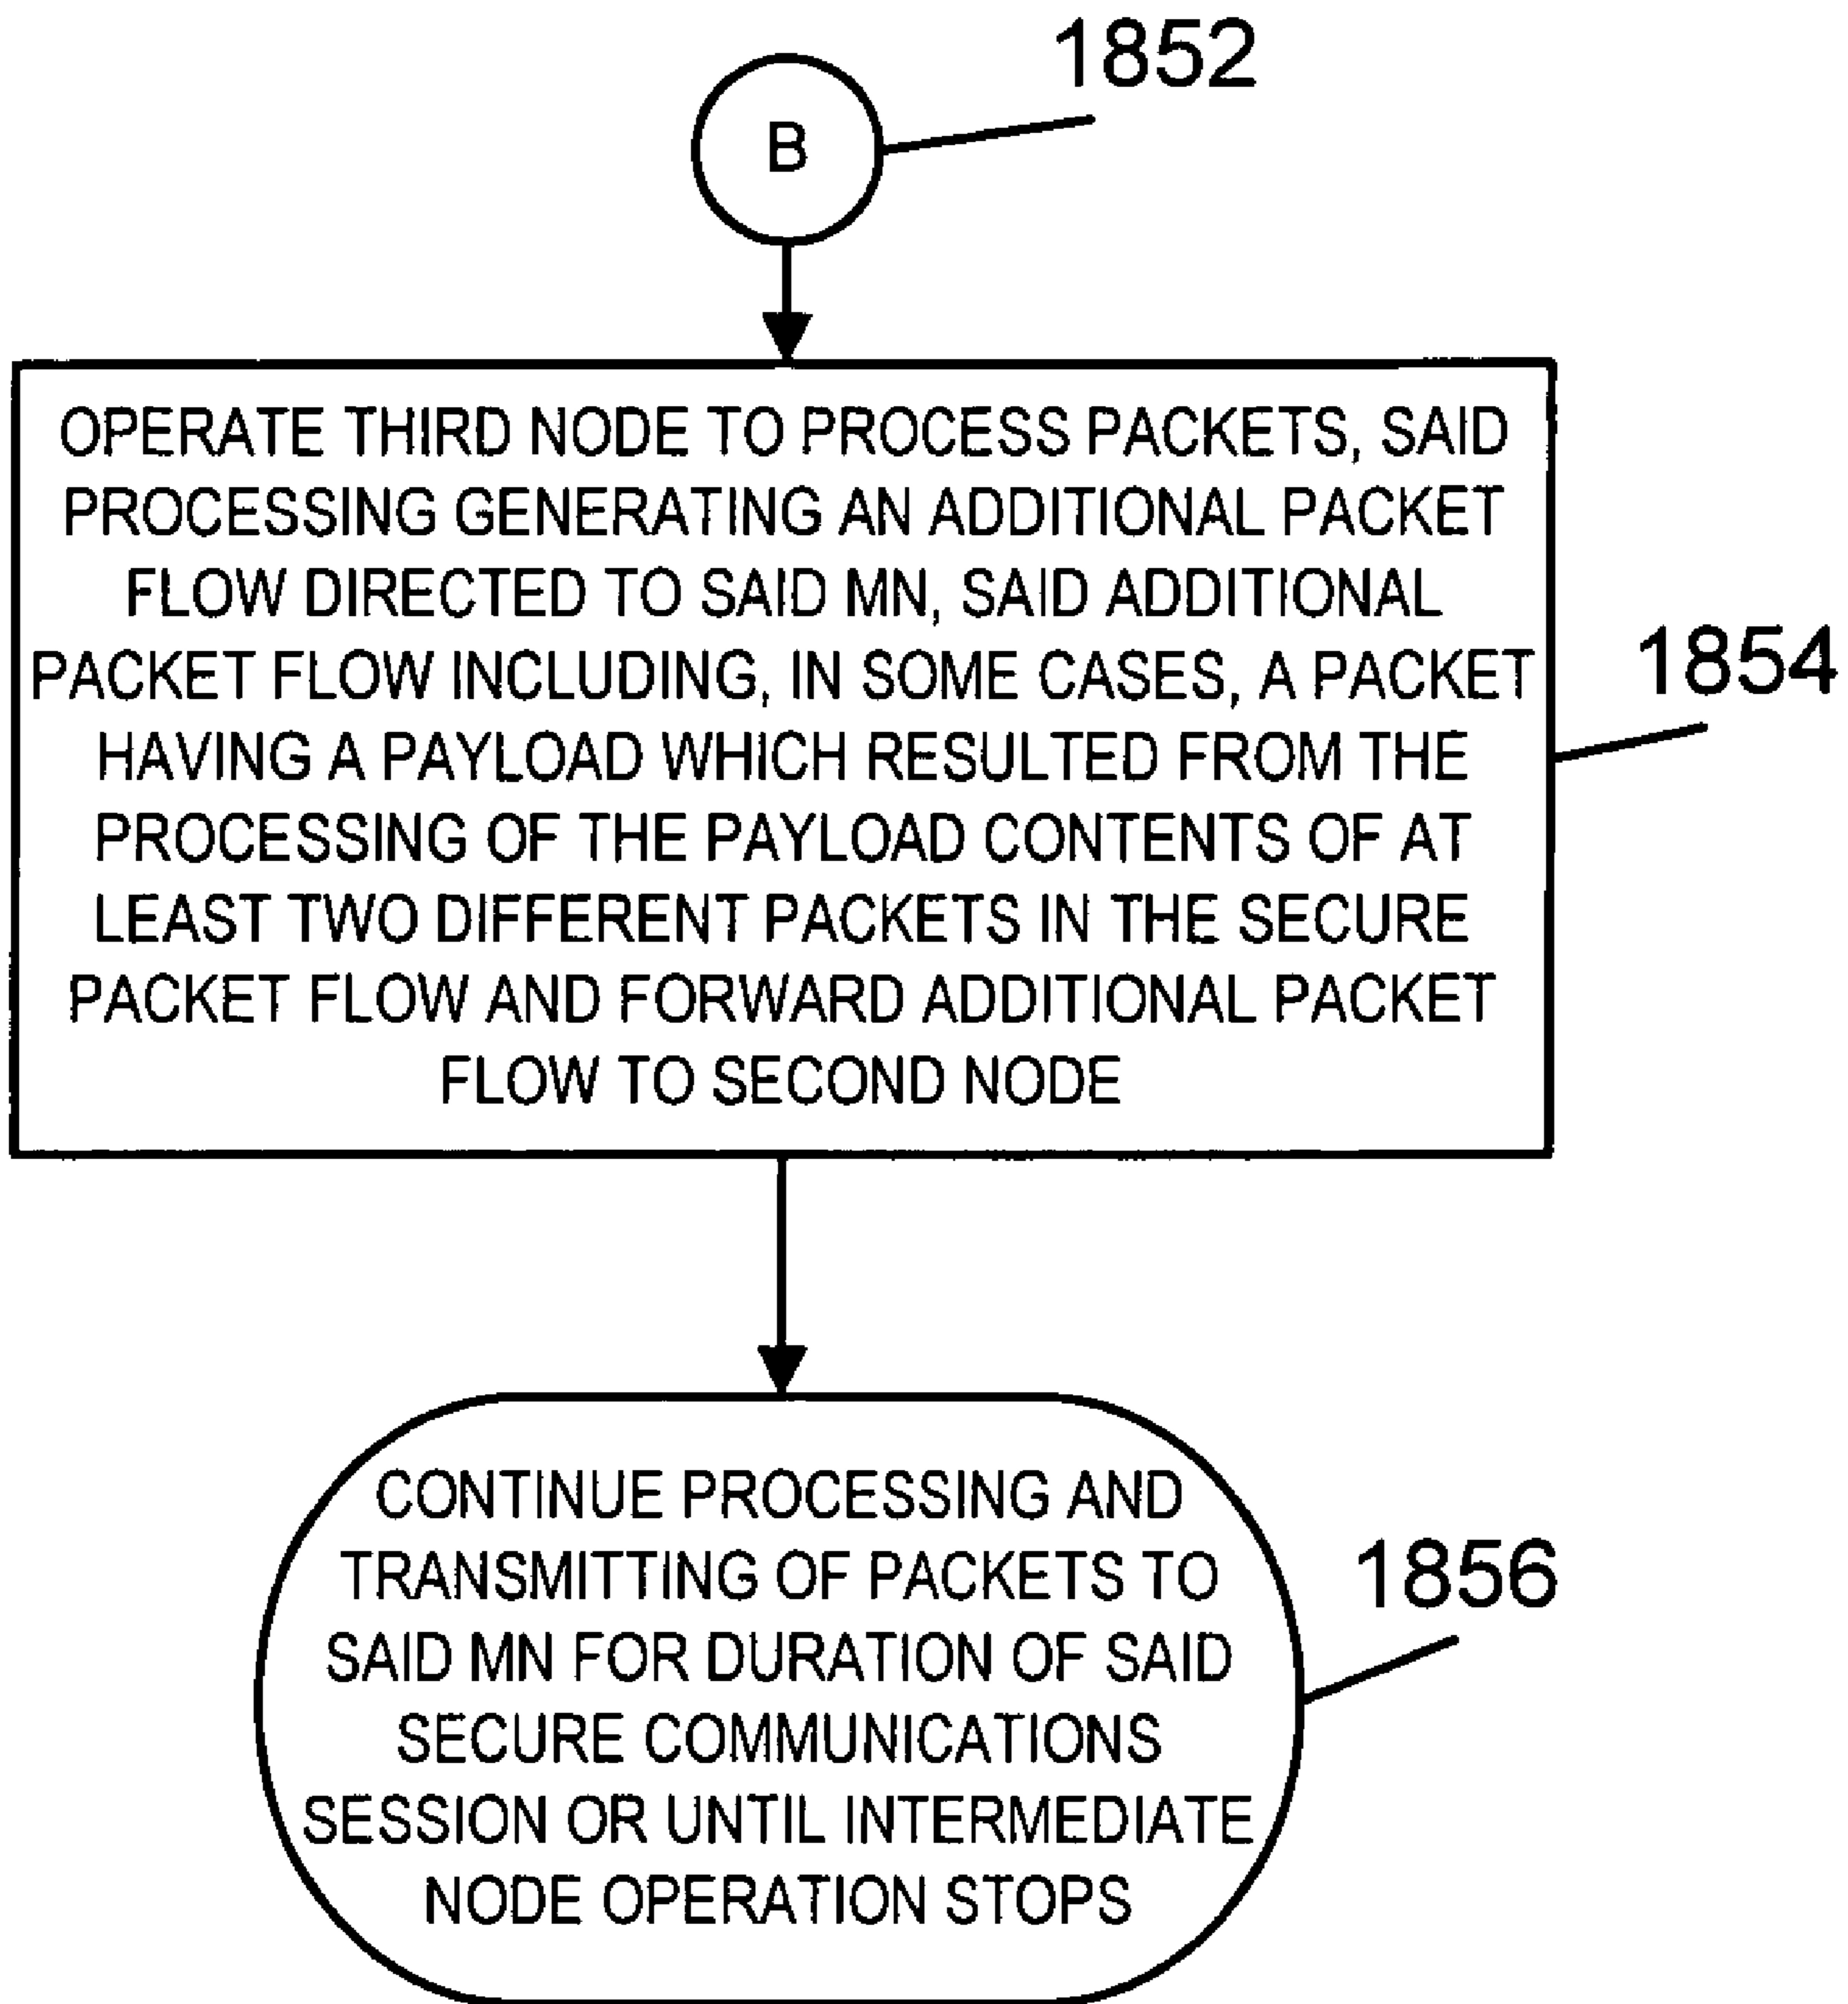 1852
B
OPERATE THIRD NODE TO PROCESS PACKETS, SAID
PROCESSING GENERATING AN ADDITIONAL PACKET
FLOW DIRECTED TO SAID MN, SAID ADDITIONAL
PACKET FLOW INCLUDING, IN SOME CASES, A PACKET
HAVING A PAYLOAD WHICH RESULTED FROM THE
PROCESSING OF THE PAYLOAD CONTENTS OF AT
LEAST TWO DIFFERENT PACKETS IN THE SECURE
PACKET FLOW AND FORWARD ADDITIONAL PACKET
FLOW TO SECOND NODE
1854
CONTINUE PROCESSING AND
TRANSMITTING OF PACKETS TO
SAID MN FOR DURATION OF SAID
SECURE COMMUNICATIONS
SESSION OR UNTIL INTERMEDIATE
NODE OPERATION STOPS
1856